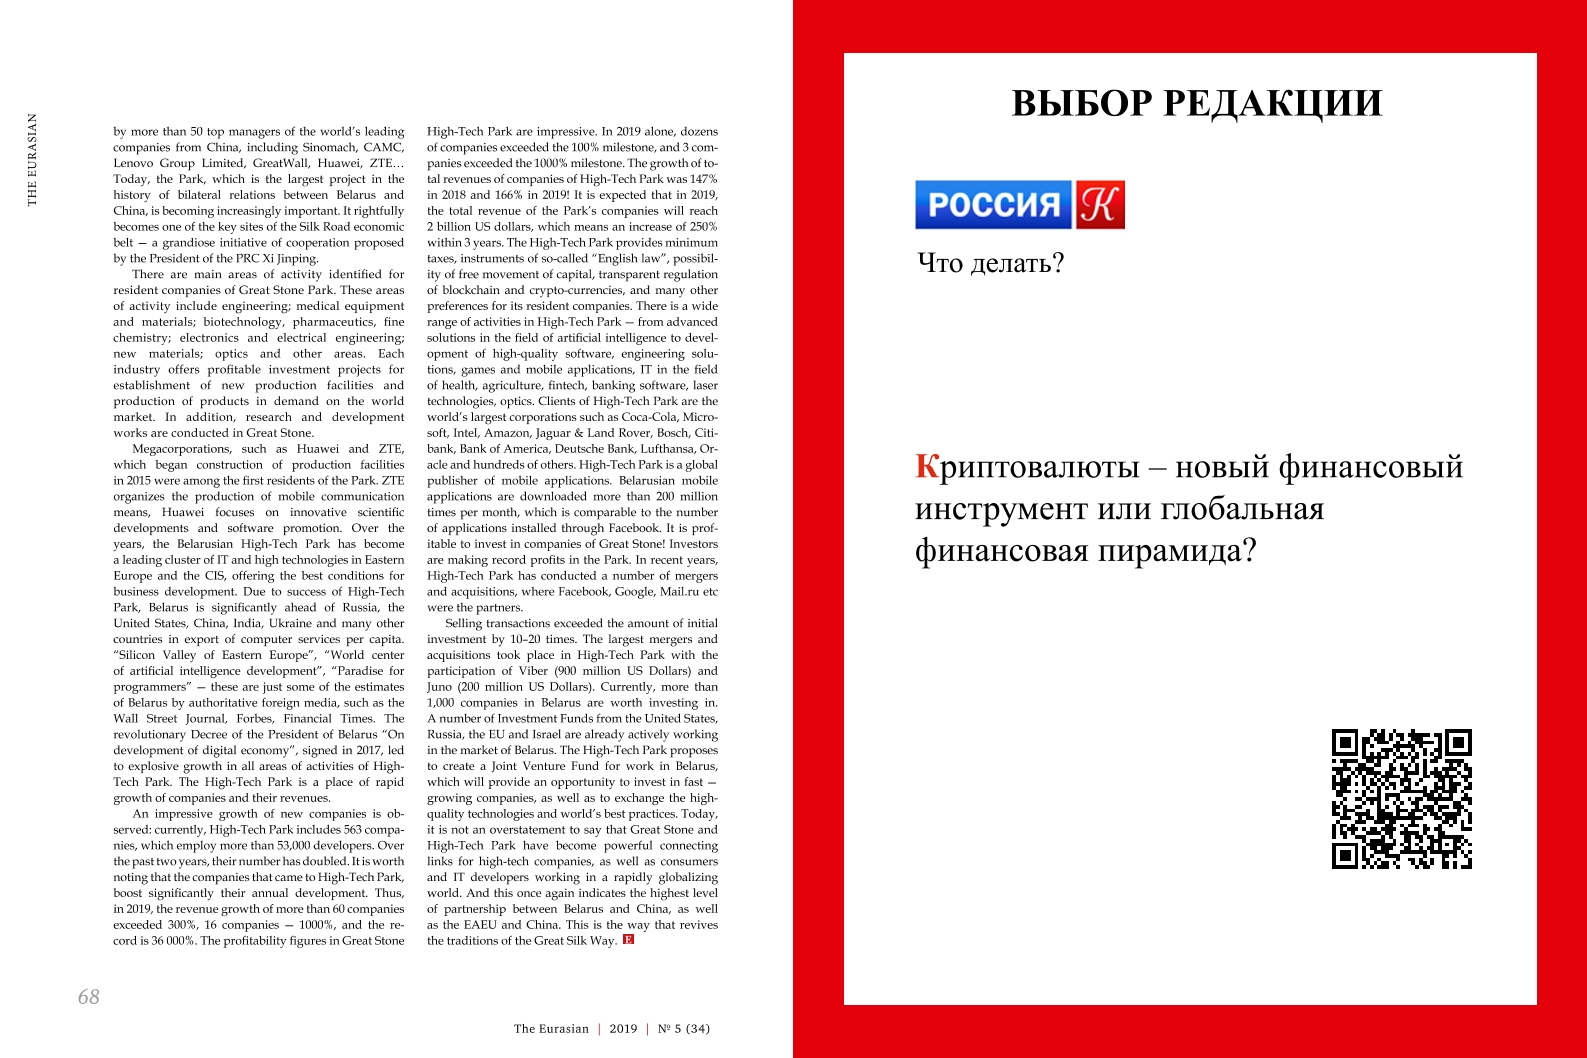 THE EURASIAN
by more than 50 top managers of the world’s leading
companies from China, including Sinomach, CAMC,
Lenovo Group Limited, GreatWall, Huawei, ZTE…
Today, the Park, which is the largest project in the
history of bilateral relations between Belarus and
China, is becoming increasingly important. It rightfully
becomes one of the key sites of the Silk Road economic
belt — a grandiose initiative of cooperation proposed
by the President of the PRC Xi Jinping.
There are main areas of activity identified for
resident companies of Great Stone Park. These areas
of activity include engineering; medical equipment
and materials; biotechnology, pharmaceutics, fine
chemistry; electronics and electrical engineering;
new materials; optics and other areas. Each
industry offers profitable investment projects for
establishment of new production facilities and
production of products in demand on the world
market. In addition, research and development
works are conducted in Great Stone.
Megacorporations, such as Huawei and ZTE,
which began construction of production facilities
in 2015 were among the first residents of the Park. ZTE
organizes the production of mobile communication
means, Huawei focuses on innovative scientific
developments and software promotion. Over the
years, the Belarusian High-Tech Park has become
a leading cluster of IT and high technologies in Eastern
Europe and the CIS, offering the best conditions for
business development. Due to success of High-Tech
Park, Belarus is significantly ahead of Russia, the
United States, China, India, Ukraine and many other
countries in export of computer services per capita.
“Silicon Valley of Eastern Europe”, “World center
of artificial intelligence development”, “Paradise for
programmers” — these are just some of the estimates
of Belarus by authoritative foreign media, such as the
Wall Street Journal, Forbes, Financial Times. The
revolutionary Decree of the President of Belarus “On
development of digital economy”, signed in 2017, led
to explosive growth in all areas of activities of High-
Tech Park. The High-Tech Park is a place of rapid
growth of companies and their revenues.
An impressive growth of new companies is ob-
served: currently, High-Tech Park includes 563 compa-
nies, which employ more than 53,000 developers. Over
the past two years, their number has doubled. It is worth
noting that the companies that came to High-Tech Park,
boost significantly their annual development. Thus,
in 2019, the revenue growth of more than 60 companies
exceeded 300%, 16 companies — 1000%, and the re-
cord is 36 000%. The profitability figures in Great Stone
High-Tech Park are impressive. In 2019 alone, dozens
of companies exceeded the 100% milestone, and 3 com-
panies exceeded the 1000% milestone. The growth of to-
tal revenues of companies of High-Tech Park was 147%
in 2018 and 166% in 2019! It is expected that in 2019,
the total revenue of the Park’s companies will reach
2 billion US dollars, which means an increase of 250%
within 3 years. The High-Tech Park provides minimum
taxes, instruments of so-called “English law”, possibil-
ity of free movement of capital, transparent regulation
of blockchain and crypto-currencies, and many other
preferences for its resident companies. There is a wide
range of activities in High-Tech Park — from advanced
solutions in the field of artificial intelligence to devel-
opment of high-quality software, engineering solu-
tions, games and mobile applications, IT in the field
of health, agriculture, fintech, banking software, laser
technologies, optics. Clients of High-Tech Park are the
world’s largest corporations such as Coca-Cola, Micro-
soft, Intel, Amazon, Jaguar & Land Rover, Bosch, Citi-
bank, Bank of America, Deutsche Bank, Lufthansa, Or-
acle and hundreds of others. High-Tech Park is a global
publisher of mobile applications. Belarusian mobile
applications are downloaded more than 200 million
times per month, which is comparable to the number
of applications installed through Facebook. It is prof-
itable to invest in companies of Great Stone! Investors
are making record profits in the Park. In recent years,
High-Tech Park has conducted a number of mergers
and acquisitions, where Facebook, Google, Mail.ru etc
were the partners.
Selling transactions exceeded the amount of initial
investment by 10–20 times. The largest mergers and
acquisitions took place in High-Tech Park with the
participation of Viber (900 million US Dollars) and
Juno (200 million US Dollars). Currently, more than
1,000 companies in Belarus are worth investing in.
A number of Investment Funds from the United States,
Russia, the EU and Israel are already actively working
in the market of Belarus. The High-Tech Park proposes
to create a Joint Venture Fund for work in Belarus,
which will provide an opportunity to invest in fast —
growing companies, as well as to exchange the high-
quality technologies and world’s best practices. Today,
it is not an overstatement to say that Great Stone and
High-Tech Park have become powerful connecting
links for high-tech companies, as well as consumers
and IT developers working in a rapidly globalizing
world. And this once again indicates the highest level
of partnership between Belarus and China, as well
as the EAEU and China. This is the way that revives
the traditions of the Great Silk Way. E
68
The Eurasian | 2019 | № 5 (34)
ВЫБОР РЕДАКЦИИ
РОССИЯ К
Что делать?
Криптовалюты – новый финансовый
инструмент или глобальная
финансовая пирамида?